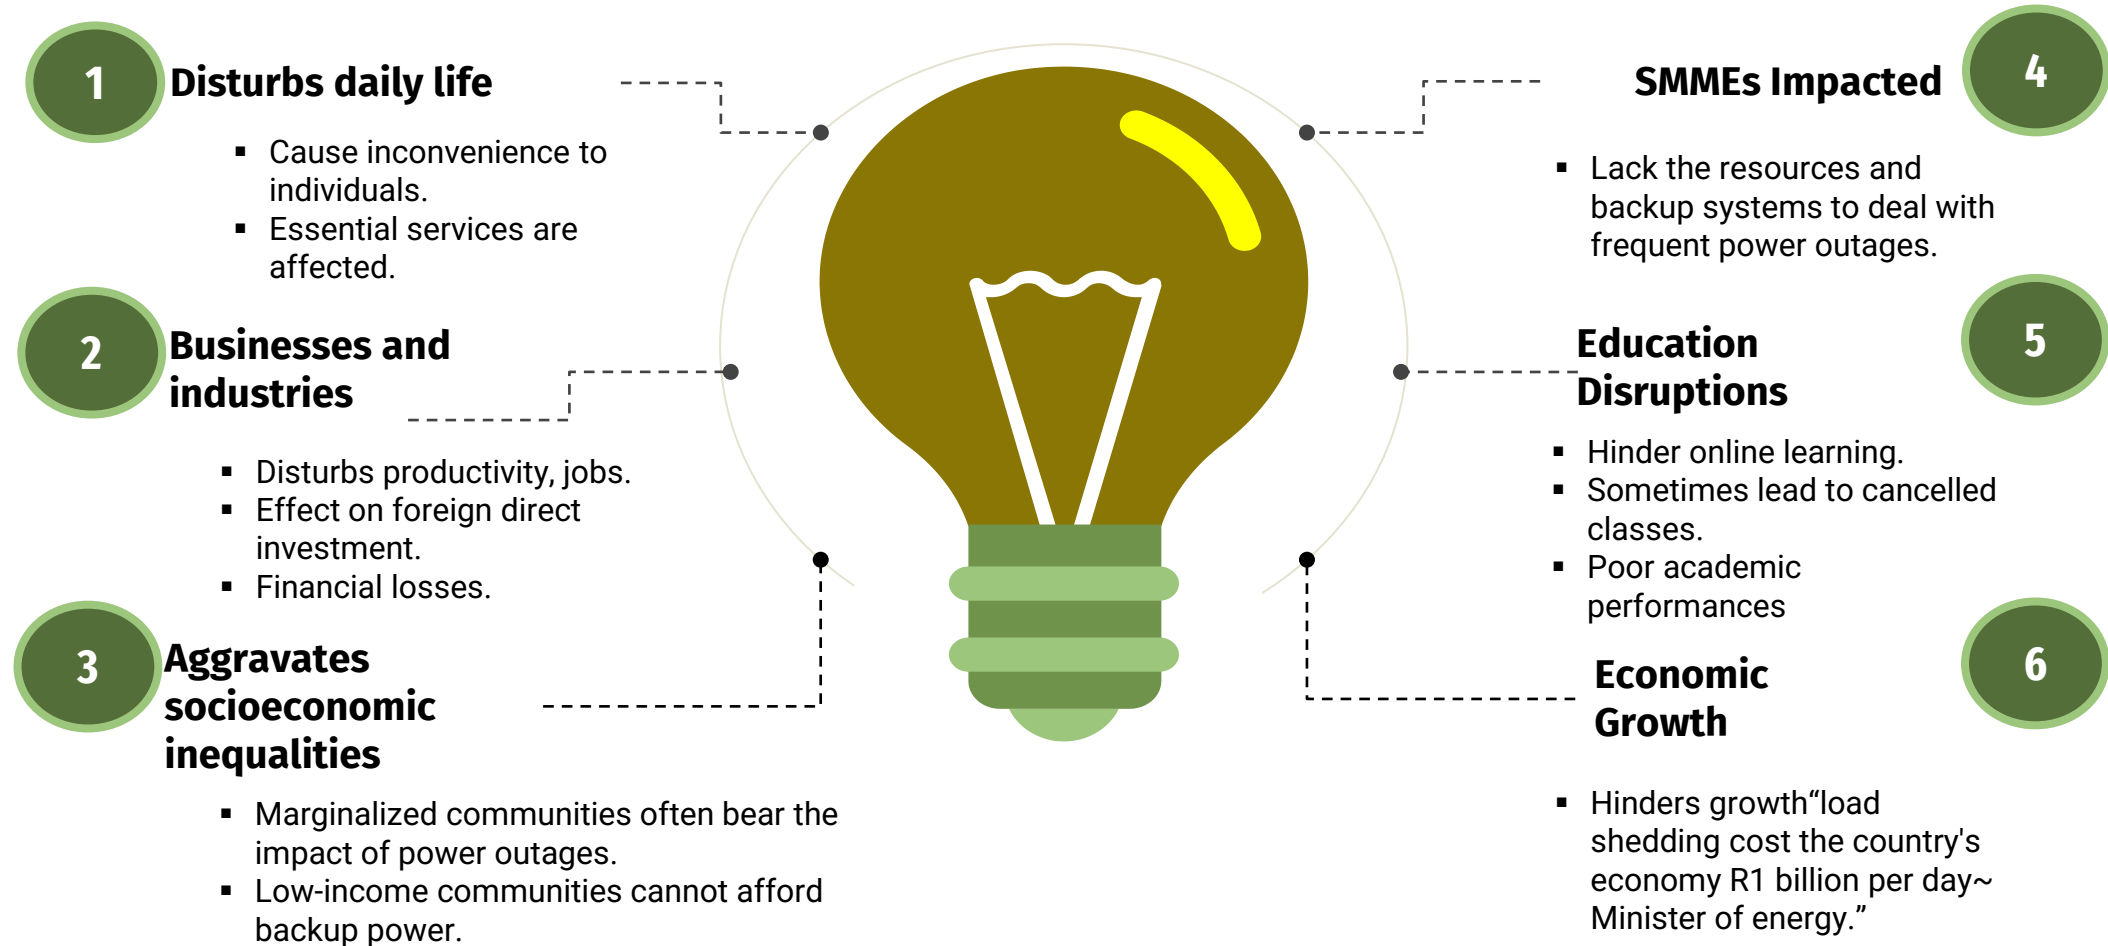 1
Disturbs daily life
▪ Cause inconvenience to
individuals.
▪ Essential services are
affected.
2
Businesses and
industries
▪ Disturbs productivity, jobs.
▪ Effect on foreign direct
investment.
▪ Financial losses.
3
Aggravates
socioeconomic
inequalities
▪ Marginalized communities often bear the
impact of power outages.
▪ Low-income communities cannot afford
backup power.
SMMEs Impacted
4
▪ Lack the resources and
backup systems to deal with
frequent power outages.
Education
Disruptions
5
▪ Hinder online learning.
▪ Sometimes lead to cancelled
classes.
▪ Poor academic
performances
Economic
Growth
6
▪ Hinders growth“load
shedding cost the country's
economy R1 billion per day~
Minister of energy.”